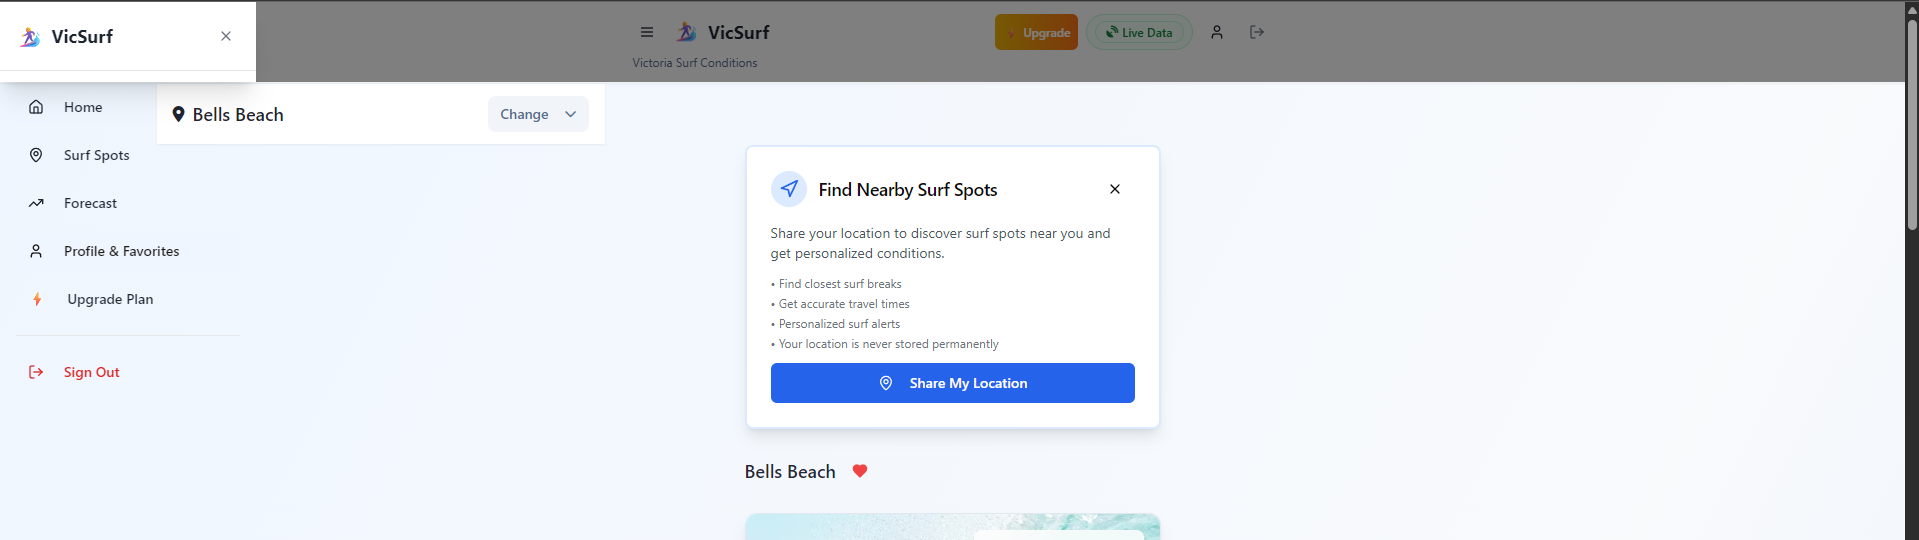 VicSurf
Home
Surf Spots
Forecast
Profile & Favorites
Upgrade Plan
Sign Out
VicSurf
Upgrade
Live Data
Victoria Surf Conditions
Bells Beach
Change
Find Nearby Surf Spots
Share your location to discover surf spots near you and
get personalized conditions.
• Find closest surf breaks
• Get accurate travel times
• Personalized surf alerts
• Your location is never stored permanently
Share My Location
Bells Beach